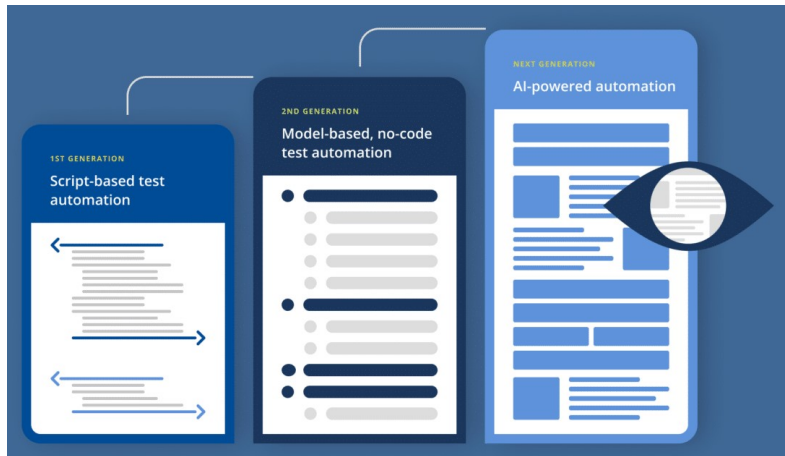 1ST GENERATION
Script-based test
automation
2ND GENERATION
Model-based, no-code
test automation
NEXT GENERATION
AI-powered automation